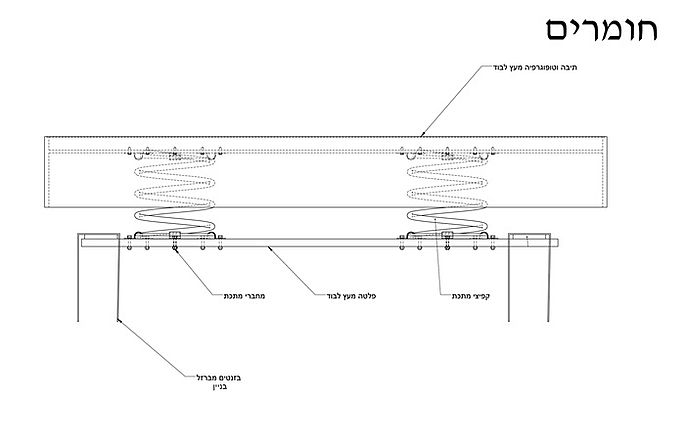 חומרים
תיבה וטופוגרפיה מעץ לבוד
מחברי מתכת
פלטה מעץ לבוד
קפיצי מתכת
בזנטים מברזל
בניין